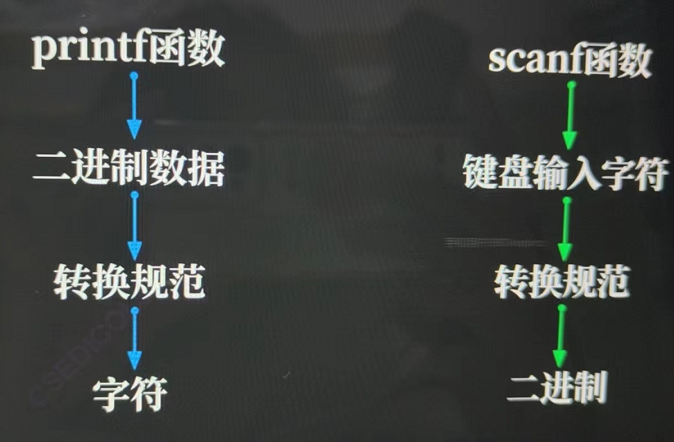 printf函数
二进制数据
转换规范
字符
scanf函数
键盘输入字符
转换规范
二进制